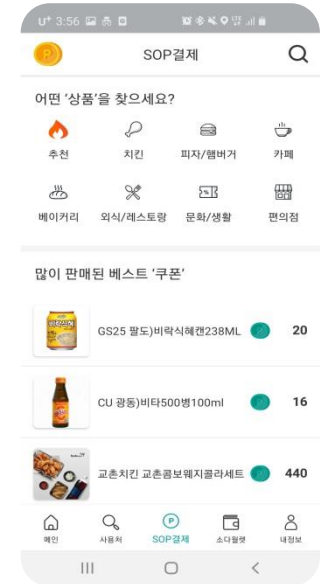 U+ 3:56
SOP결제
어떤 '상품'을 찾으세요?
추천 치킨 피자/햄버거 카페
베이커리 외식/레스토랑 문화/생활 편의점
많이 판매된 베스트 '쿠폰'
GS25 팔도)비락식혜캔238ML 20
CU 광동)비타500병100ml 16
교촌치킨 교촌콤보웨지콜라세트 440
메인 사용처 SOP결제 소다월렛 내정보